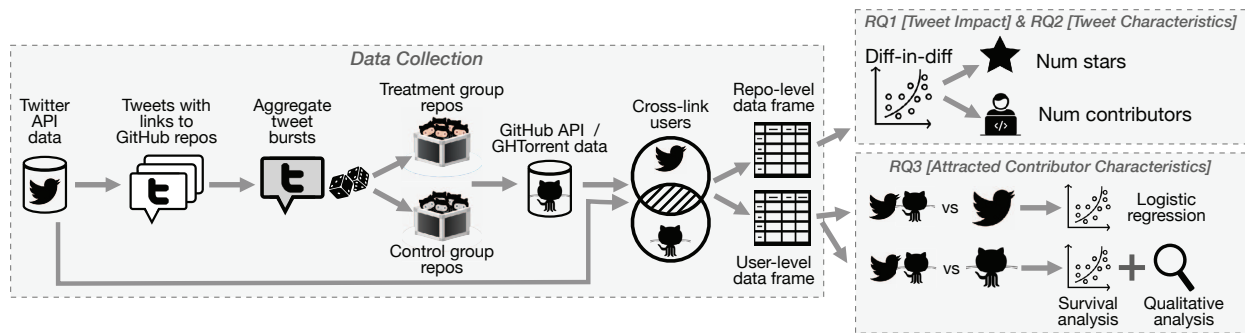 Data Collection
Twitter
API
data
Tweets with
links to
GitHub repos
Aggregate
tweet
bursts
Treatment group
repos
Control group
repos
GitHub API /
GHTorrent data
Cross-link
users
Repo-level
data frame
User-level
data frame
RQ1 [Tweet Impact] & RQ2 [Tweet Characteristics]
Diff-in-diff
Num stars
Num contributors
RQ3 [Attracted Contributor Characteristics]
vs
Logistic
regression
vs
Survival
analysis
Qualitative
analysis